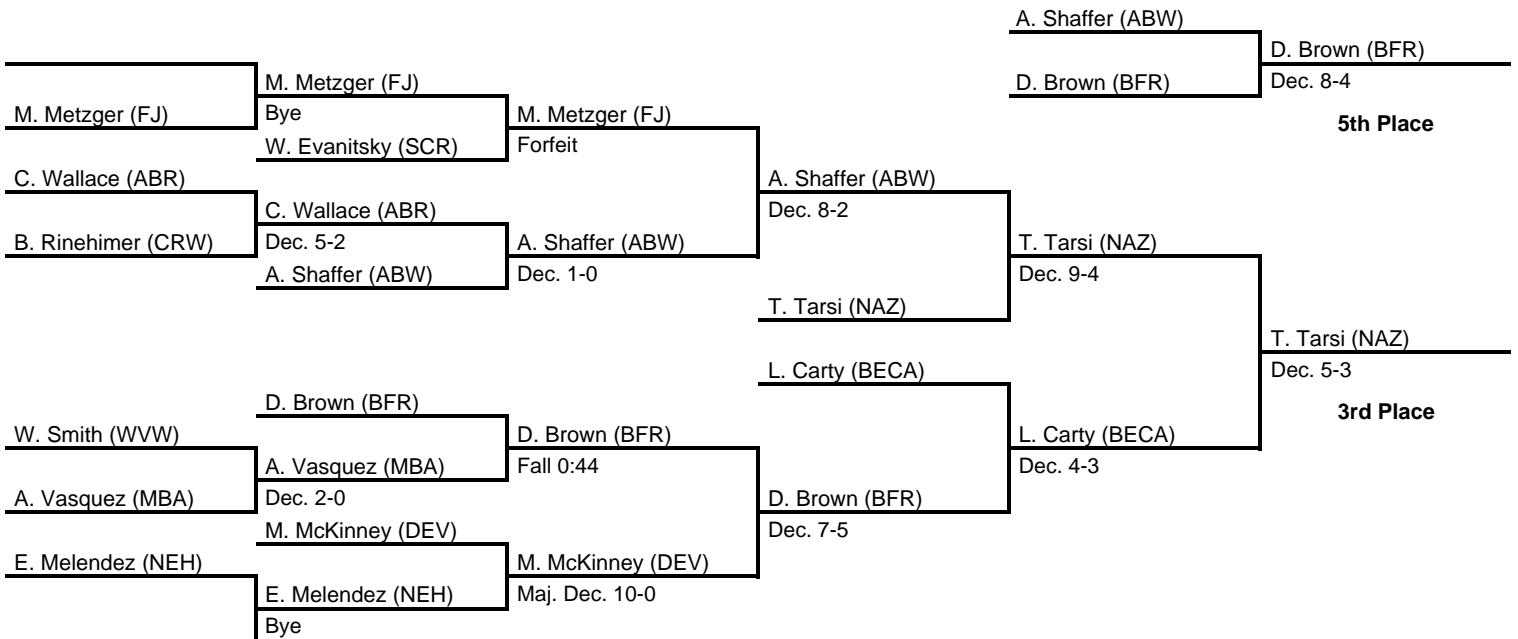 A. Shaffer (ABW)
D. Brown (BFR)
M. Metzger (FJ)
D. Brown (BFR)
Dec. 8-4
M. Metzger (FJ)
Bye
M. Metzger (FJ)
5th Place
W. Evanitsky (SCR)
Forfeit
C. Wallace (ABR)
A. Shaffer (ABW)
C. Wallace (ABR)
Dec. 8-2
B. Rinehimer (CRW)
Dec. 5-2
A. Shaffer (ABW)
T. Tarsi (NAZ)
A. Shaffer (ABW)
Dec. 1-0
Dec. 9-4
T. Tarsi (NAZ)
T. Tarsi (NAZ)
L. Carty (BECA)
Dec. 5-3
D. Brown (BFR)
3rd Place
W. Smith (WVW)
D. Brown (BFR)
L. Carty (BECA)
A. Vasquez (MBA)
Fall 0:44
Dec. 4-3
A. Vasquez (MBA)
Dec. 2-0
D. Brown (BFR)
M. McKinney (DEV)
Dec. 7-5
E. Melendez (NEH)
M. McKinney (DEV)
E. Melendez (NEH)
Maj. Dec. 10-0
Bye